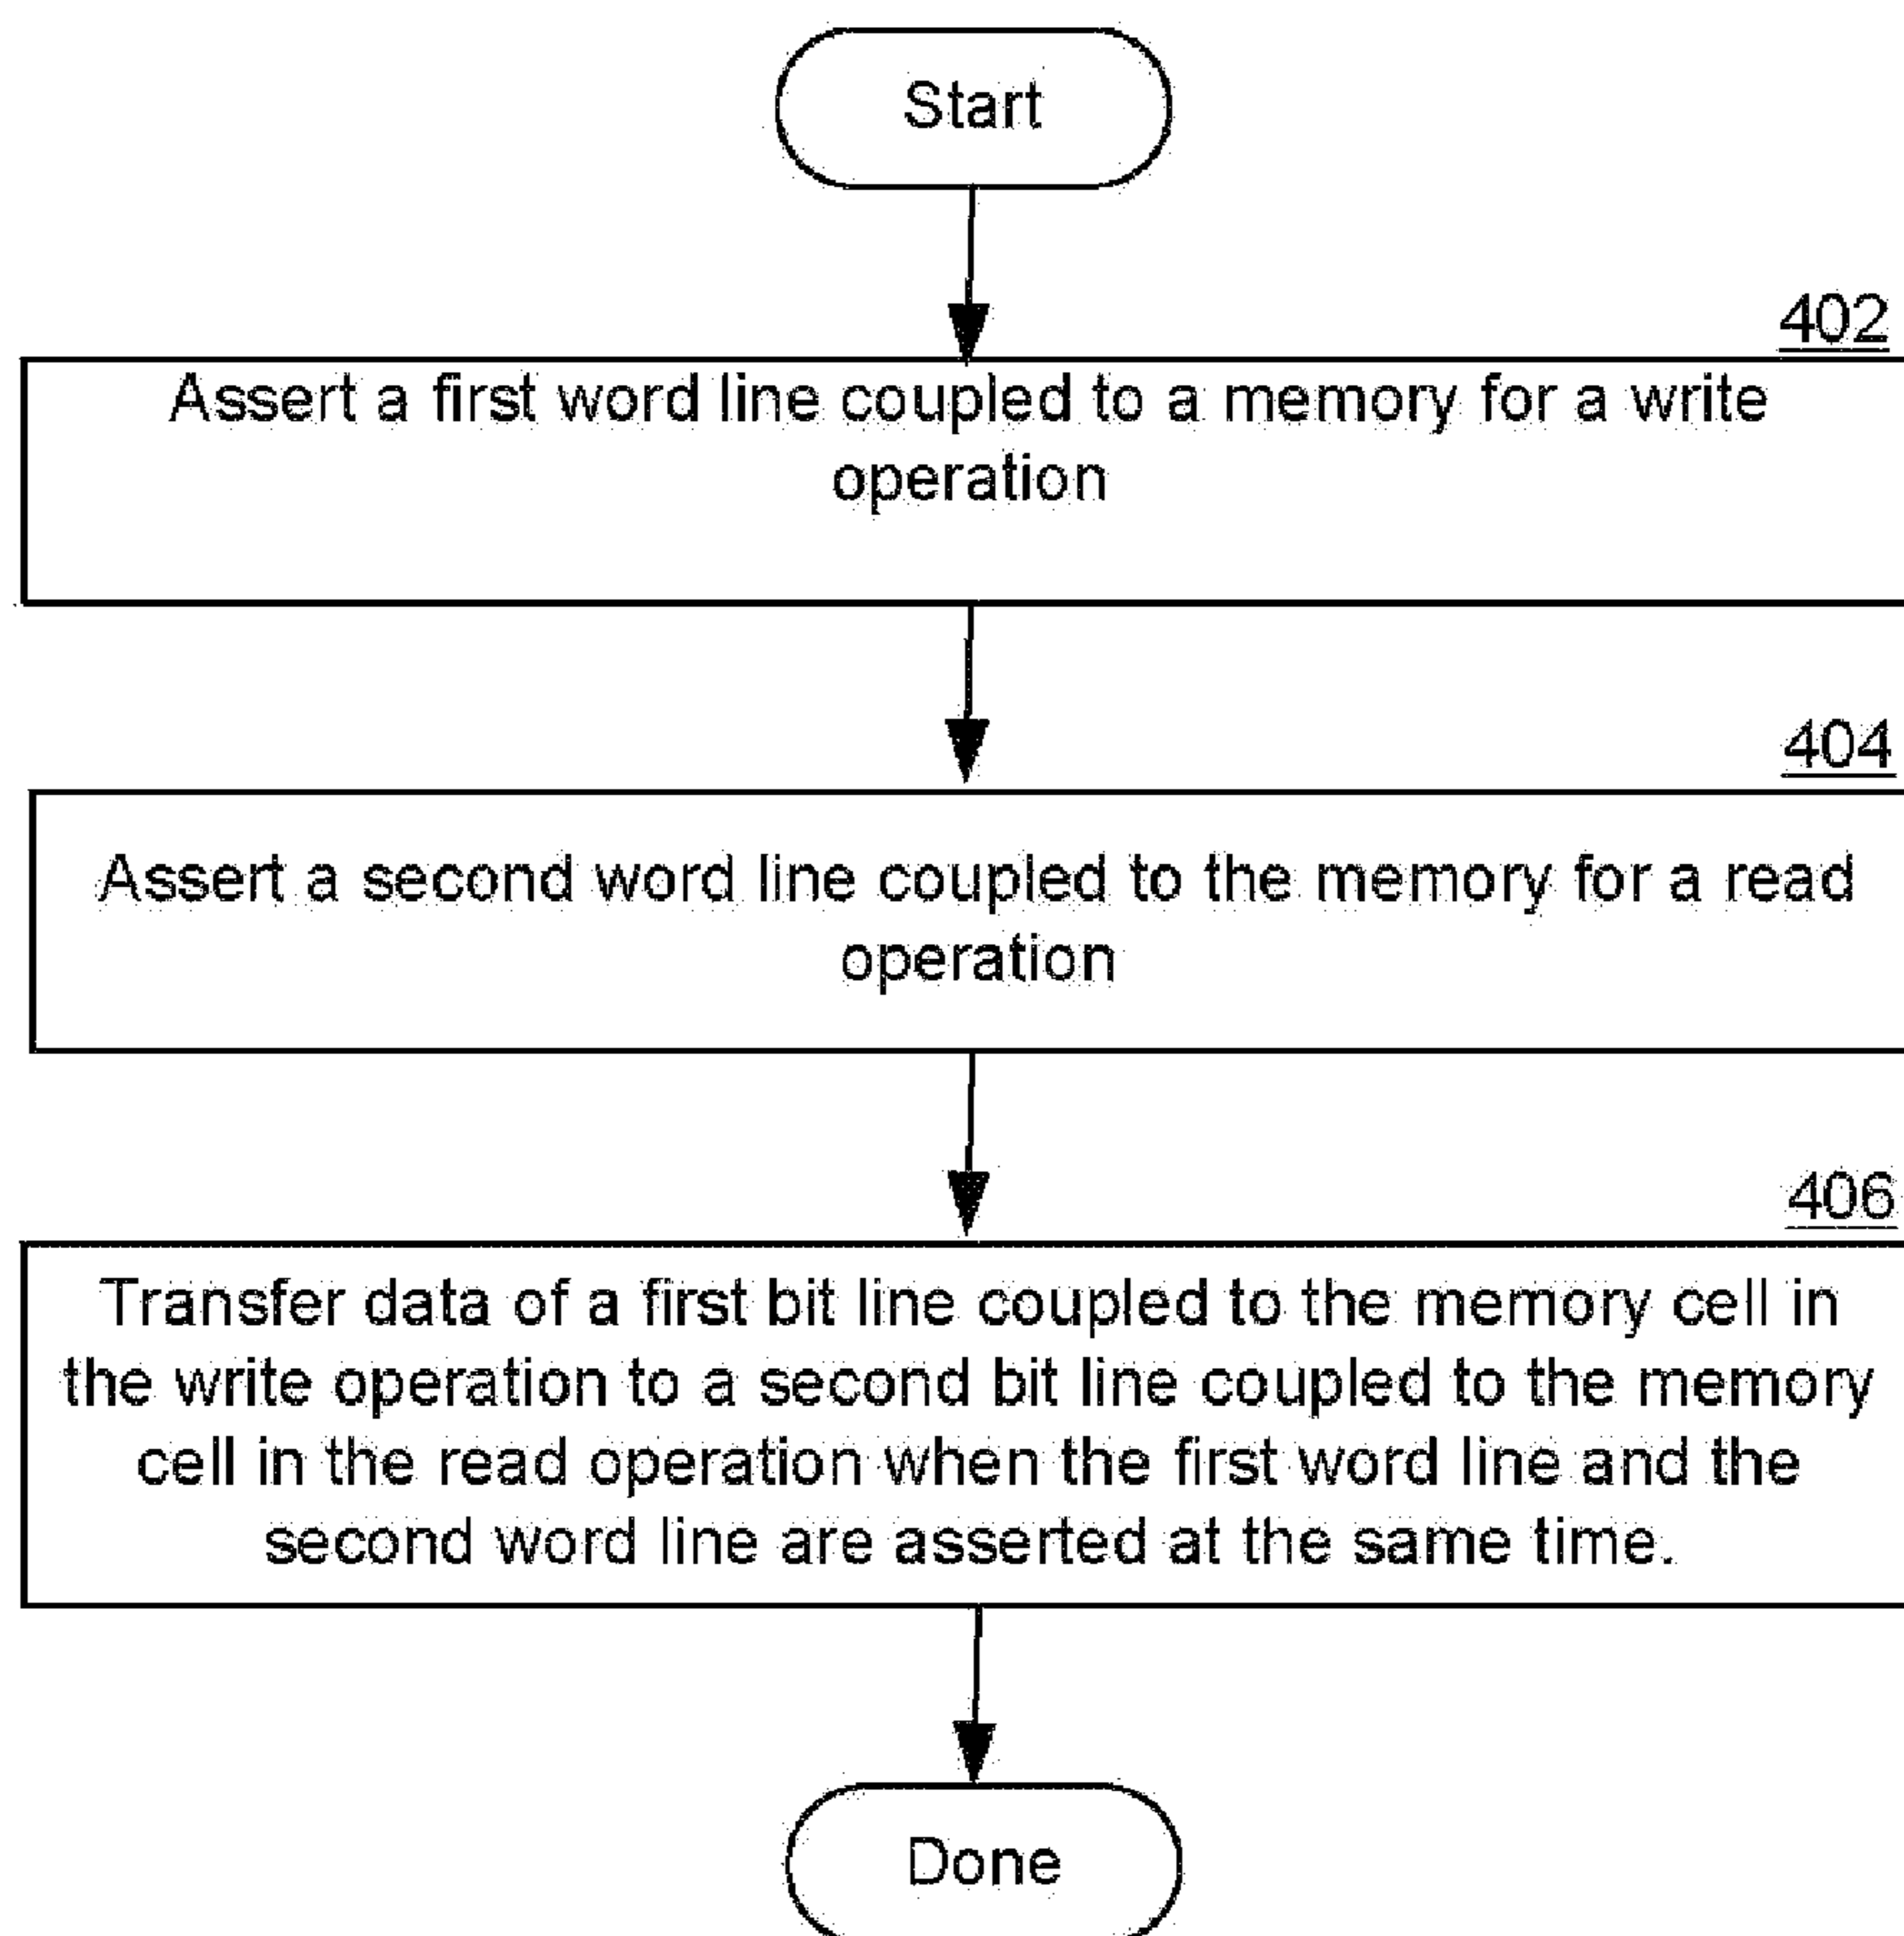 Start
402
Assert a first word line coupled to a memory for a write
operation
404
Assert a second word line coupled to the memory for a read
operation
406
Transfer data of a first bit line coupled to the memory cell in
the write operation to a second bit line coupled to the memory
cell in the read operation when the first word line and the
second word line are asserted at the same time.
Done